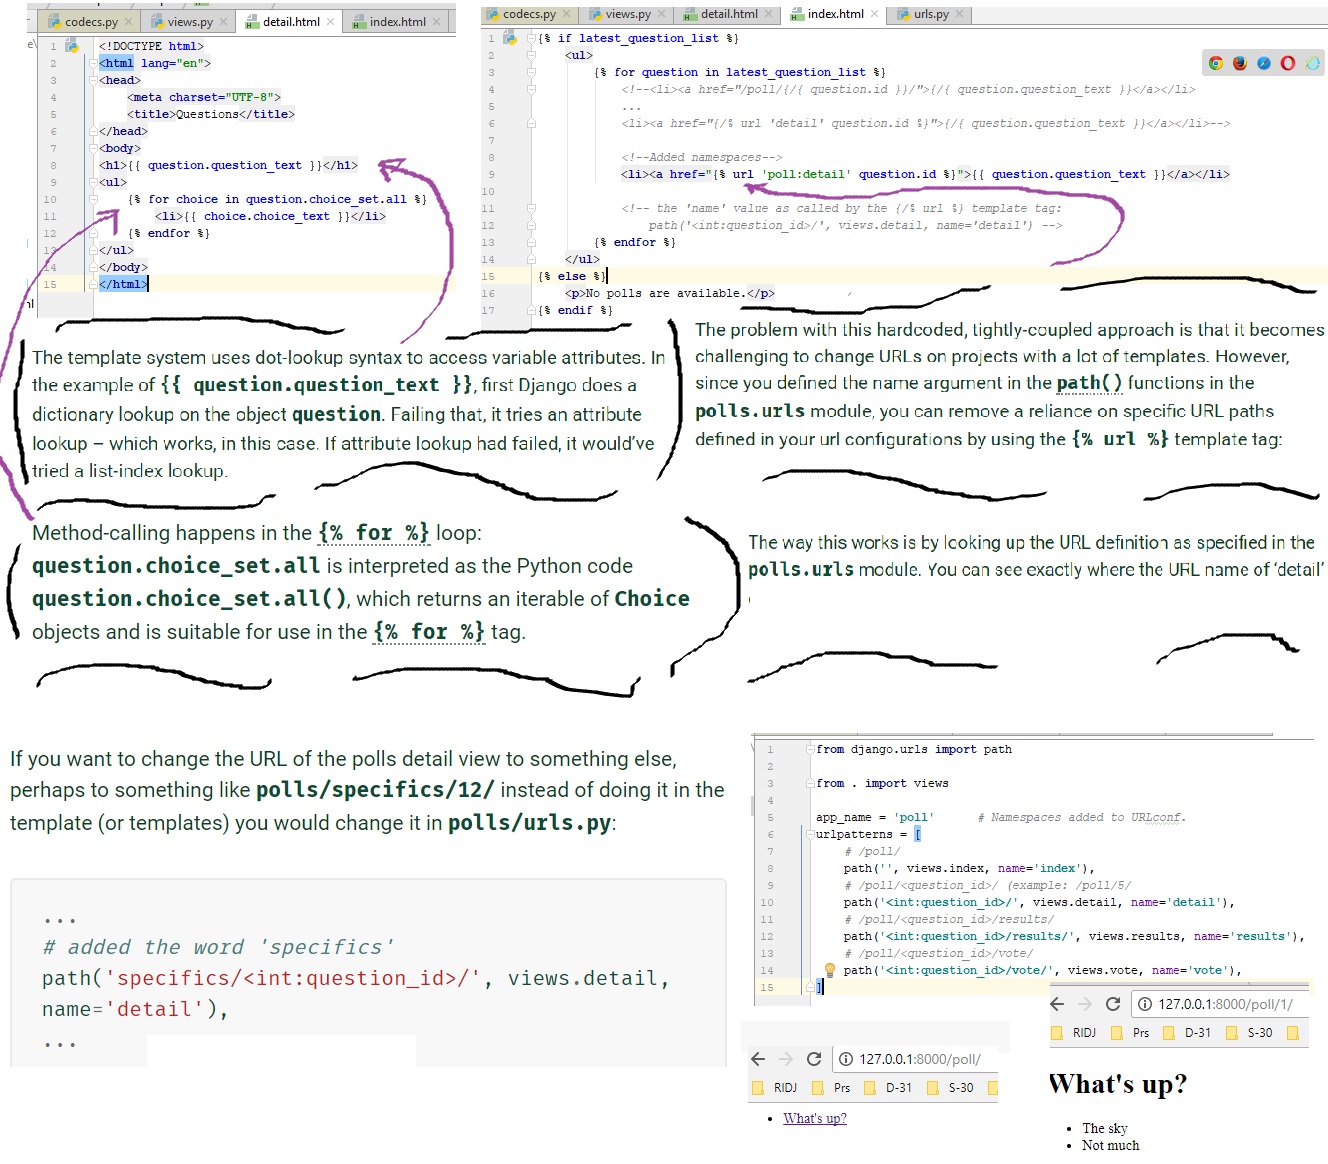 codecs.py × views.py × detail.html × index.html ×
1 <!DOCTYPE html>
2 <html lang="en">
3 <head>
4 <meta charset="UTF-8">
5 <title>Questions</title>
6 </head>
7 <body>
8 <h1>{{ question.question_text }}</h1>
9 <ul>
10 {% for choice in question.choice_set.all %}
11 <li>{{ choice.choice_text }}</li>
12 {% endfor %}
13 </ul>
14 </body>
15 </html>
codecs.py × views.py × detail.html × index.html × urls.py ×
1 {% if latest_question_list %}
2 <ul>
3 {% for question in latest_question_list %}
4 <!--<li><a href="/poll/{/{ question.id }}/">{/{ question.question_text }}</a></li>
5 ...
6 <li><a href="{/% url 'detail' question.id %}">{/{ question.question_text }}</a></li>-->
7
8 <!--Added namespaces-->
9 <li><a href="{% url 'poll:detail' question.id %}">{{ question.question_text }}</a></li>
10
11 <!-- the 'name' value as called by the {/% url %} template tag:
12 path('<int:question_id>/', views.detail, name='detail') -->
13 {% endfor %}
14 </ul>
15 {% else %}
16 <p>No polls are available.</p>
17 {% endif %}
The template system uses dot-lookup syntax to access variable attributes. In
the example of {{ question.question_text }}, first Django does a
dictionary lookup on the object question. Failing that, it tries an attribute
lookup – which works, in this case. If attribute lookup had failed, it would've
tried a list-index lookup.
The problem with this hardcoded, tightly-coupled approach is that it becomes
challenging to change URLs on projects with a lot of templates. However,
since you defined the name argument in the path() functions in the
polls.urls module, you can remove a reliance on specific URL paths
defined in your url configurations by using the {% url %} template tag:
Method-calling happens in the {% for %} loop:
question.choice_set.all is interpreted as the Python code
question.choice_set.all(), which returns an iterable of Choice
objects and is suitable for use in the {% for %} tag.
The way this works is by looking up the URL definition as specified in the
polls.urls module. You can see exactly where the URL name of 'detail'
If you want to change the URL of the polls detail view to something else,
perhaps to something like polls/specifics/12/ instead of doing it in the
template (or templates) you would change it in polls/urls.py:
...
# added the word 'specifics'
path('specifics/<int:question_id>/', views.detail,
name='detail'),
...
1 from django.urls import path
2
3 from . import views
4
5 app_name = 'poll' # Namespaces added to URLconf.
6 urlpatterns = [
7 # /poll/
8 path('', views.index, name='index'),
9 # /poll/<question_id>/ (example: /poll/5/
10 path('<int:question_id>/', views.detail, name='detail'),
11 # /poll/<question_id>/results/
12 path('<int:question_id>/results/', views.results, name='results'),
13 # /poll/<question_id>/vote/
14 path('<int:question_id>/vote/', views.vote, name='vote'),
15 ]
127.0.0.1:8000/poll/
RIDJ Prs D-31 S-30
What's up?
127.0.0.1:8000/poll/1/
RIDJ Prs D-31 S-30
What's up?
The sky
Not much